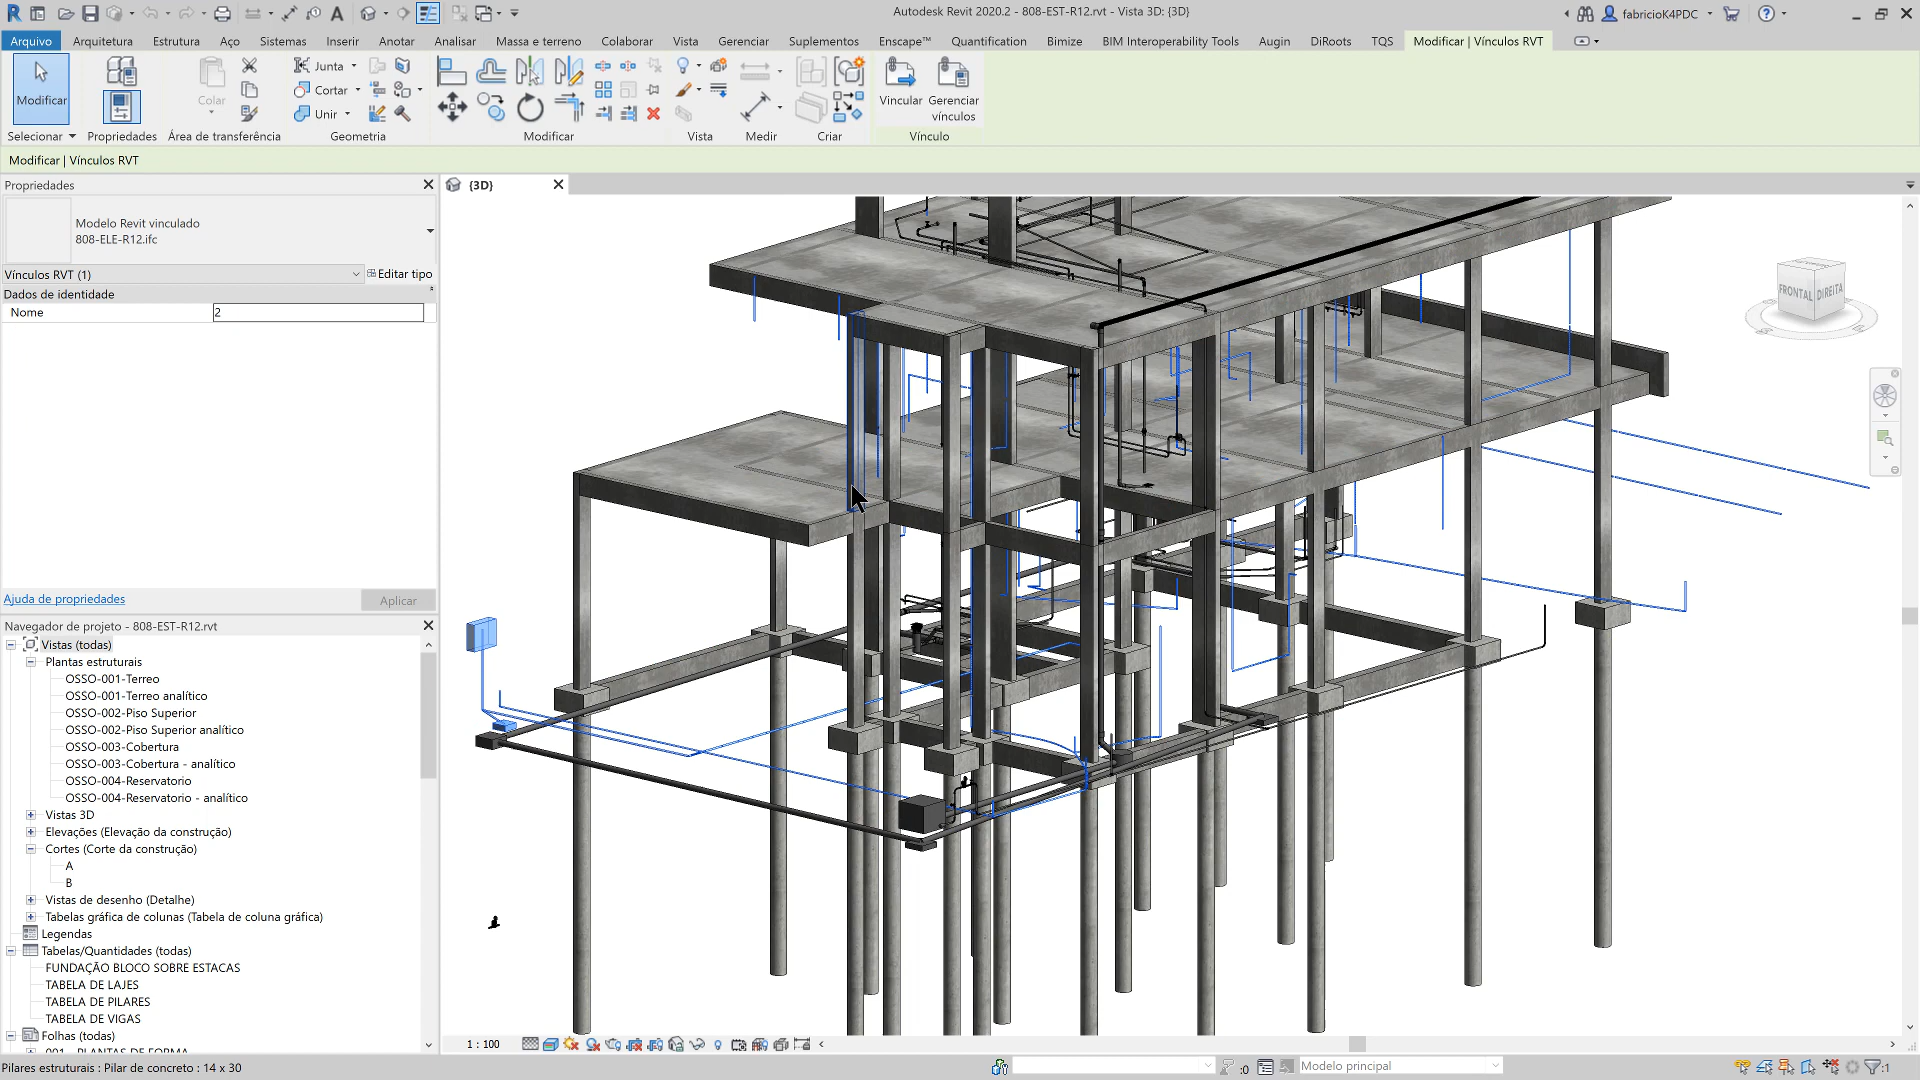 Autodesk Revit 2020.2 - 808-EST-R12.rvt - Vista 3D: {3D}
fabricioK4PDC
Arquivo Arquitetura Estrutura Aço Sistemas Inserir Anotar Analisar Massa e terreno Colaborar Vista Gerenciar Suplementos Enscape™ Quantification Bimize BIM Interoperability Tools Augin DiRoots TQS Modificar | Vínculos RVT
Modificar
Colar
Junta
Cortar
Unir
Vincular
Gerenciar vínculos
Selecionar Propriedades Área de transferência Geometria Modificar Vista Medir Criar Vínculo
Modificar | Vínculos RVT
Propriedades
{3D}
Modelo Revit vinculado
808-ELE-R12.ifc
Vínculos RVT (1)
Editar tipo
Dados de identidade
Nome 2
FRONTAL DIREITA
Ajuda de propriedades
Aplicar
Navegador de projeto - 808-EST-R12.rvt
Vistas (todas)
Plantas estruturais
OSSO-001-Terreo
OSSO-001-Terreo analítico
OSSO-002-Piso Superior
OSSO-002-Piso Superior analítico
OSSO-003-Cobertura
OSSO-003-Cobertura - analítico
OSSO-004-Reservatorio
OSSO-004-Reservatorio - analítico
Vistas 3D
Elevações (Elevação da construção)
Cortes (Corte da construção)
A
B
Vistas de desenho (Detalhe)
Tabelas gráfica de colunas (Tabela de coluna gráfica)
Legendas
Tabelas/Quantidades (todas)
FUNDAÇÃO BLOCO SOBRE ESTACAS
TABELA DE LAJES
TABELA DE PILARES
TABELA DE VIGAS
Folhas (todas)
001 - PLANTAS DE FORMA
1 : 100
Pilares estruturais : Pilar de concreto : 14 x 30
:0
Modelo principal
:1